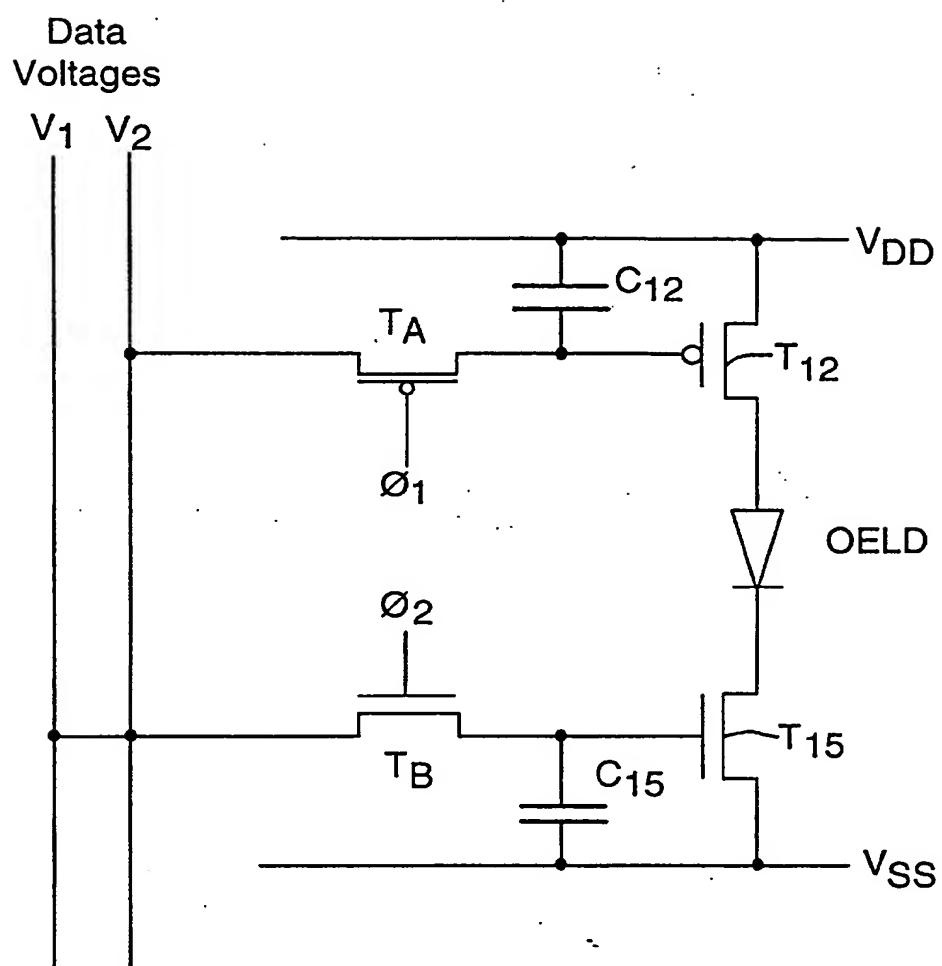 Data
Voltages
V1 V2
VDD
C12
TA
T12
Ø1
OELD
Ø2
T15
TB
C15
VSS